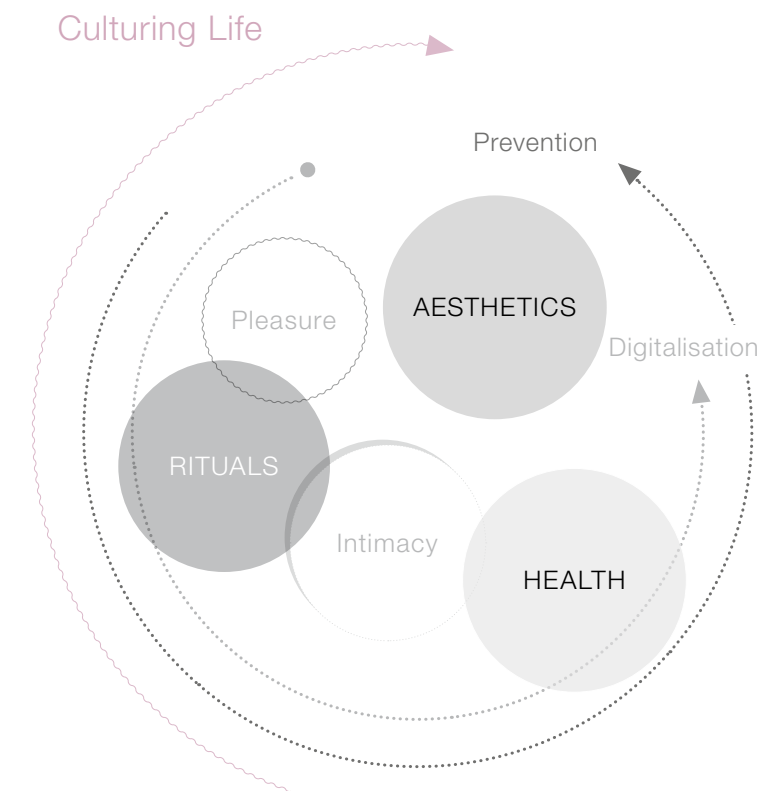 Culturing Life
Prevention
AESTHETICS
Pleasure
Digitalisation
RITUALS
Intimacy
HEALTH